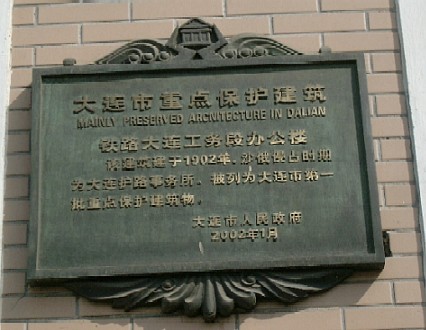 大连市重点保护建筑
MAINLY PRESERVED ARCHITECTURE IN DALIAN
铁路大连工务段办公楼
该建筑建于1902年。沙俄侵占时期
为大连护路事务所。被列为大连市第一
批重点保护建筑物。
大连市人民政府
2002年1月